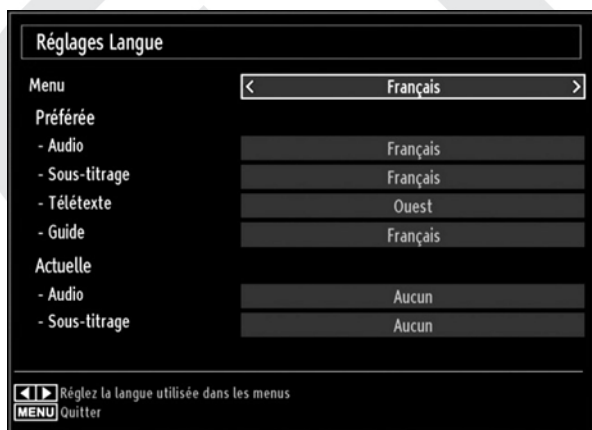 Réglages Langue
Menu < Français >
Préférée
- Audio Français
- Sous-titrage Français
- Télétexte Ouest
- Guide Français
Actuelle
- Audio Aucun
- Sous-titrage Aucun
Réglez la langue utilisée dans les menus
MENU Quitter